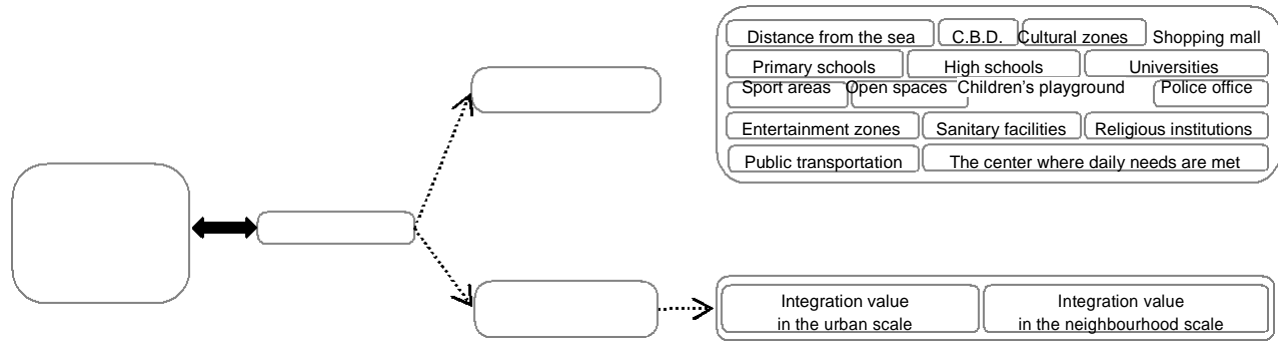 Distance from the sea C.B.D. Cultural zones Shopping mall
Primary schools High schools Universities
Sport areas Open spaces Children's playground Police office
Entertainment zones Sanitary facilities Religious institutions
Public transportation The center where daily needs are met
Integration value
in the urban scale
Integration value
in the neighbourhood scale